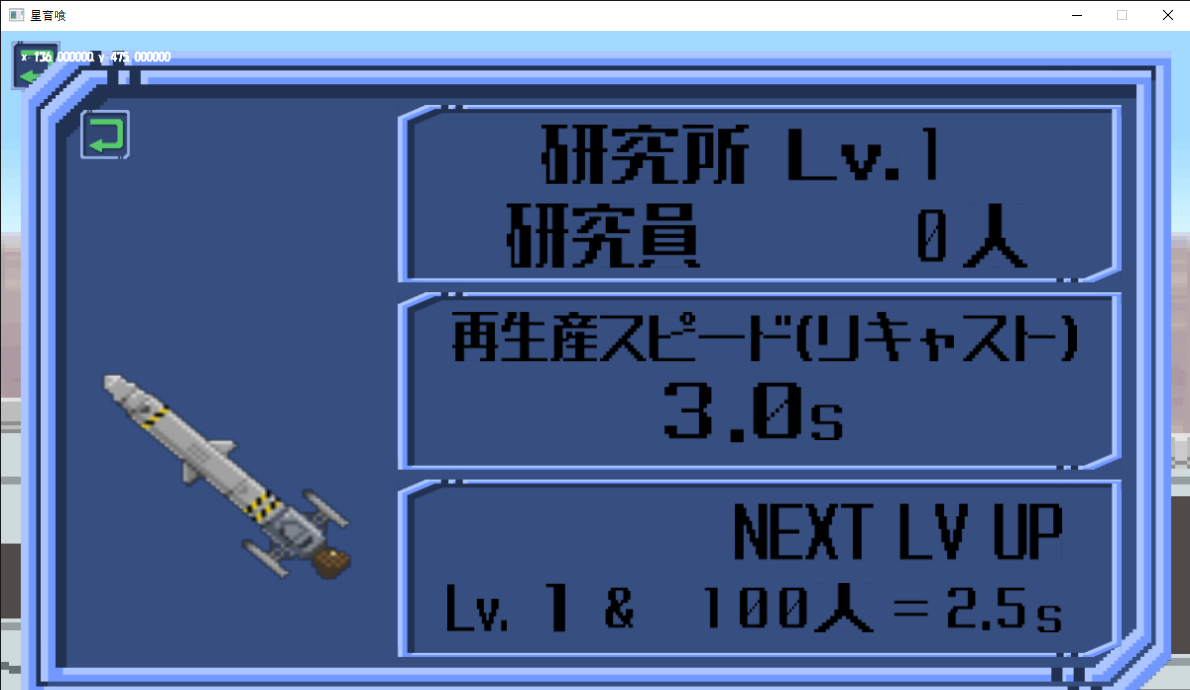 星育喰
x 136 000000 y 475 000000
研究所 Lv.1
研究員 0人
再生産スピード(リキャスト)
3.0s
NEXT LV UP
Lv. 1 & 100人=2.5s